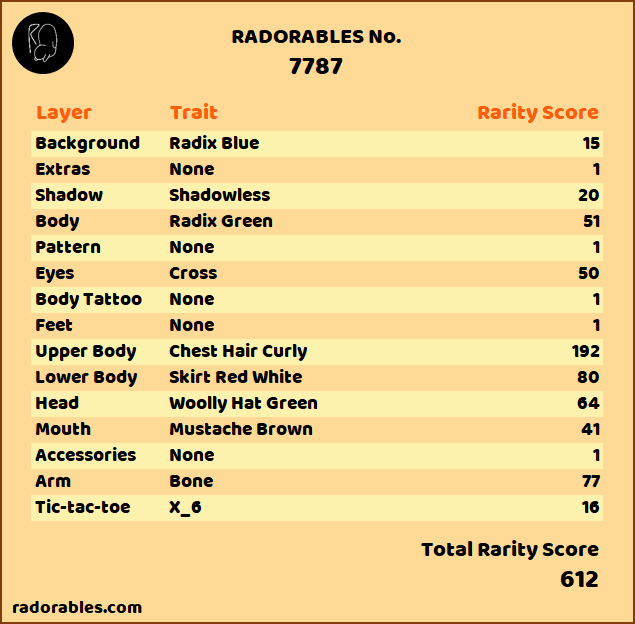 RADORABLES No.
7787
Layer Trait Rarity Score
Background Radix Blue 15
Extras None 1
Shadow Shadowless 20
Body Radix Green 51
Pattern None 1
Eyes Cross 50
Body Tattoo None 1
Feet None 1
Upper Body Chest Hair Curly 192
Lower Body Skirt Red White 80
Head Woolly Hat Green 64
Mouth Mustache Brown 41
Accessories None 1
Arm Bone 77
Tic-tac-toe X_6 16
Total Rarity Score
612
radorables.com